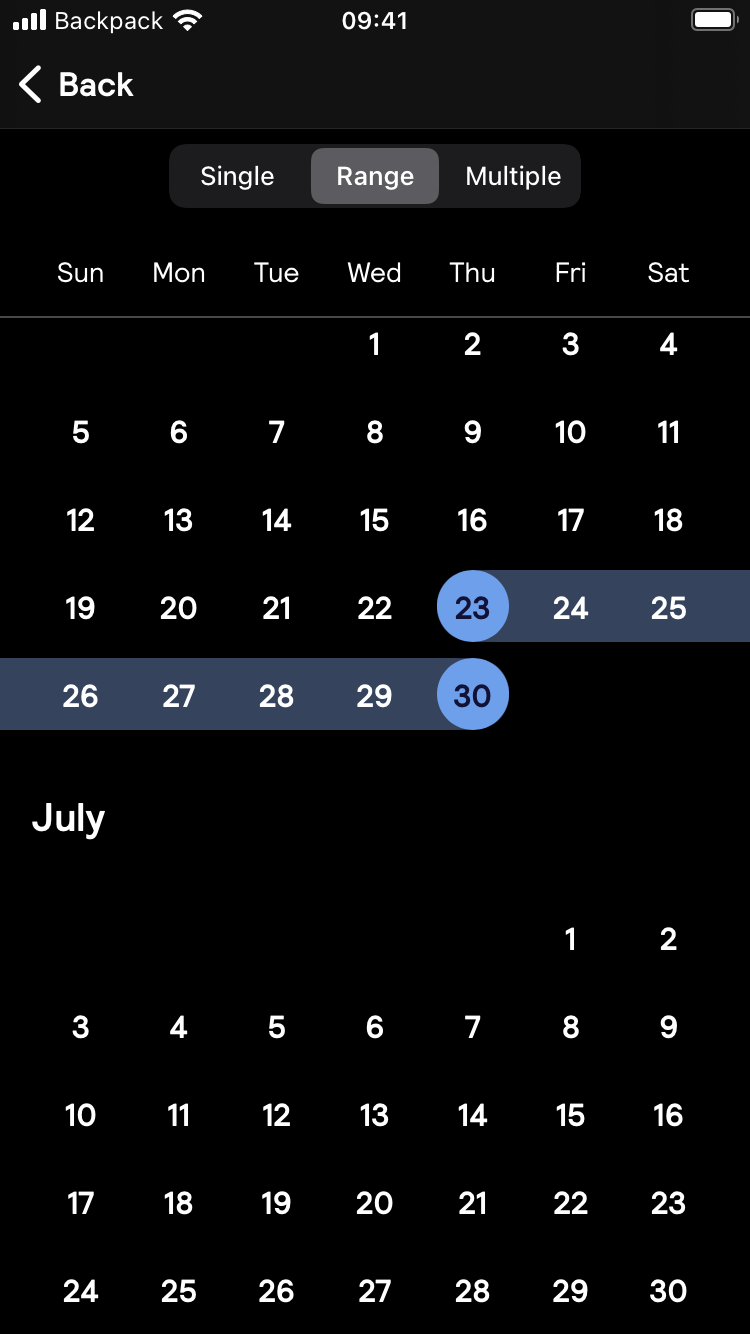 Backpack 09:41
Back
Single Range Multiple
Sun Mon Tue Wed Thu Fri Sat
1 2 3 4
5 6 7 8 9 10 11
12 13 14 15 16 17 18
19 20 21 22 23 24 25
26 27 28 29 30
July
1 2
3 4 5 6 7 8 9
10 11 12 13 14 15 16
17 18 19 20 21 22 23
24 25 26 27 28 29 30